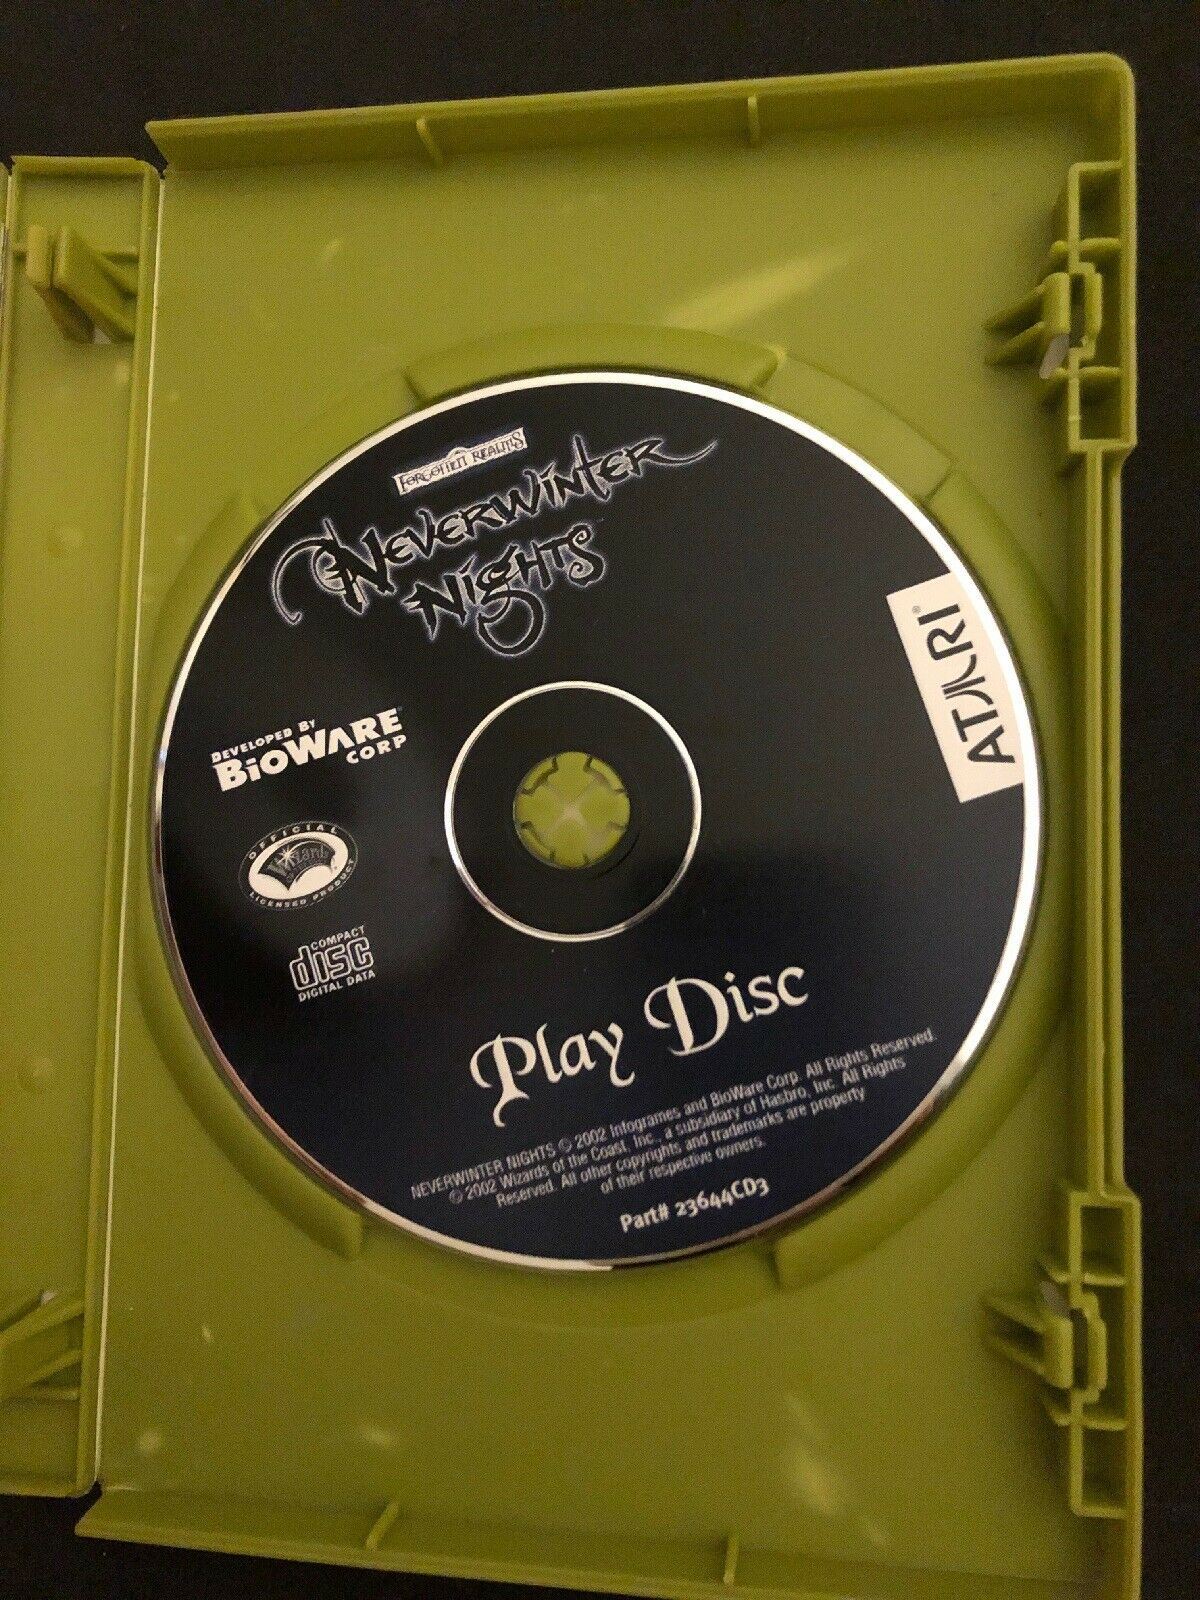 FORGOTTEN REALMS
NEVERWINTER
NIGHTS
ATARI®
DEVELOPED BY
BIOWARE
CORP
OFFICIAL
Wizards
LICENSED PRODUCT
COMPACT
disc
DIGITAL DATA
Play Disc
NEVERWINTER NIGHTS © 2002 Infogrames and BioWare Corp. All Rights Reserved.
© 2002 Wizards of the Coast, Inc., a subsidiary of Hasbro, Inc. All Rights
Reserved. All other copyrights and trademarks are property
of their respective owners.
Part# 23644CD3